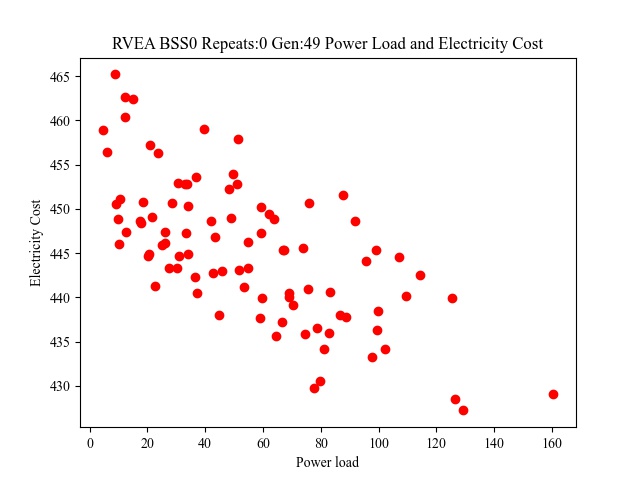 RVEA BSS0 Repeats:0 Gen:49 Power Load and Electricity Cost
465
460
455
450
445
440
435
430
Electricity Cost
0 20 40 60 80 100 120 140 160
Power load